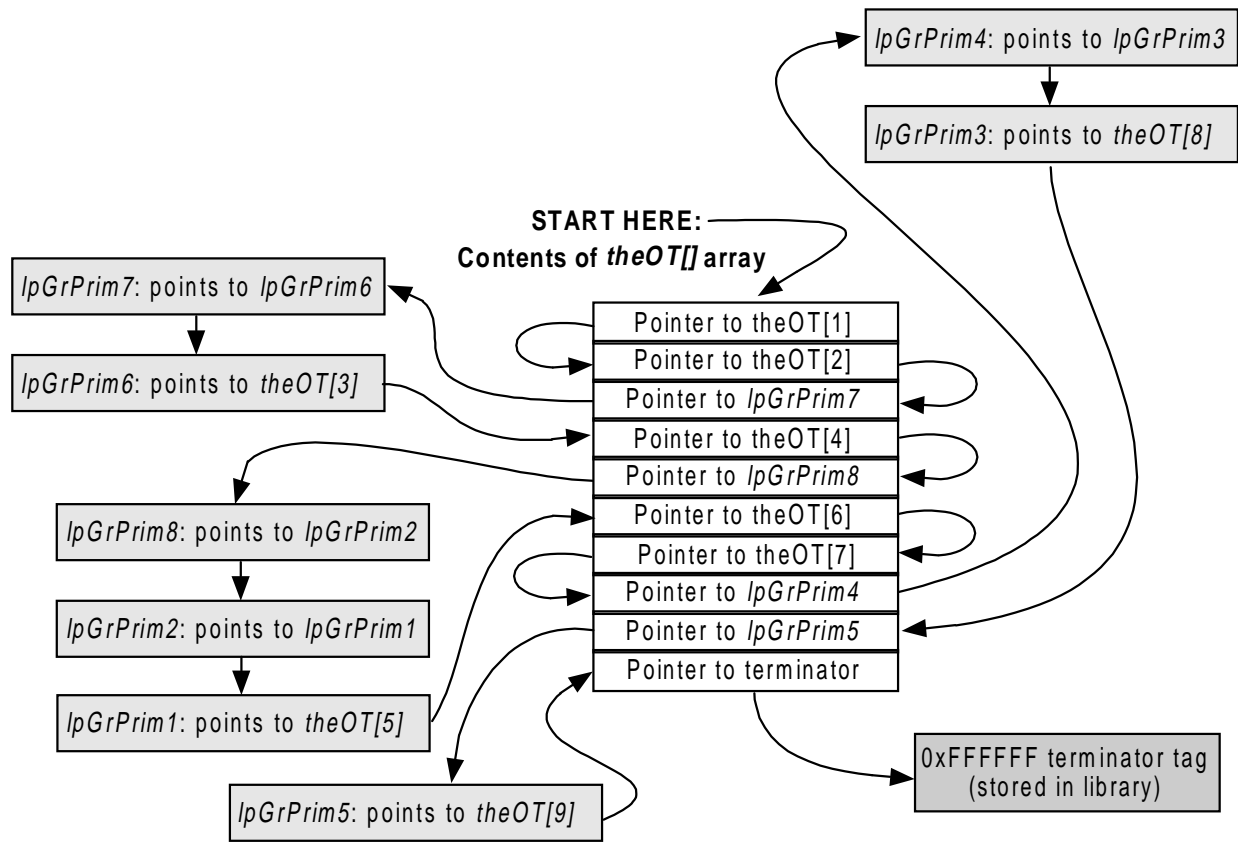 lpGrPrim4: points to lpGrPrim3
lpGrPrim3: points to theOT[8]
START HERE:
Contents of theOT[] array
lpGrPrim7: points to lpGrPrim6
lpGrPrim6: points to theOT[3]
Pointer to theOT[1]
Pointer to theOT[2]
Pointer to lpGrPrim7
Pointer to theOT[4]
Pointer to lpGrPrim8
Pointer to theOT[6]
Pointer to theOT[7]
Pointer to lpGrPrim4
Pointer to lpGrPrim5
Pointer to terminator
lpGrPrim8: points to lpGrPrim2
lpGrPrim2: points to lpGrPrim1
lpGrPrim1: points to theOT[5]
lpGrPrim5: points to theOT[9]
0xFFFFFF terminator tag
(stored in library)